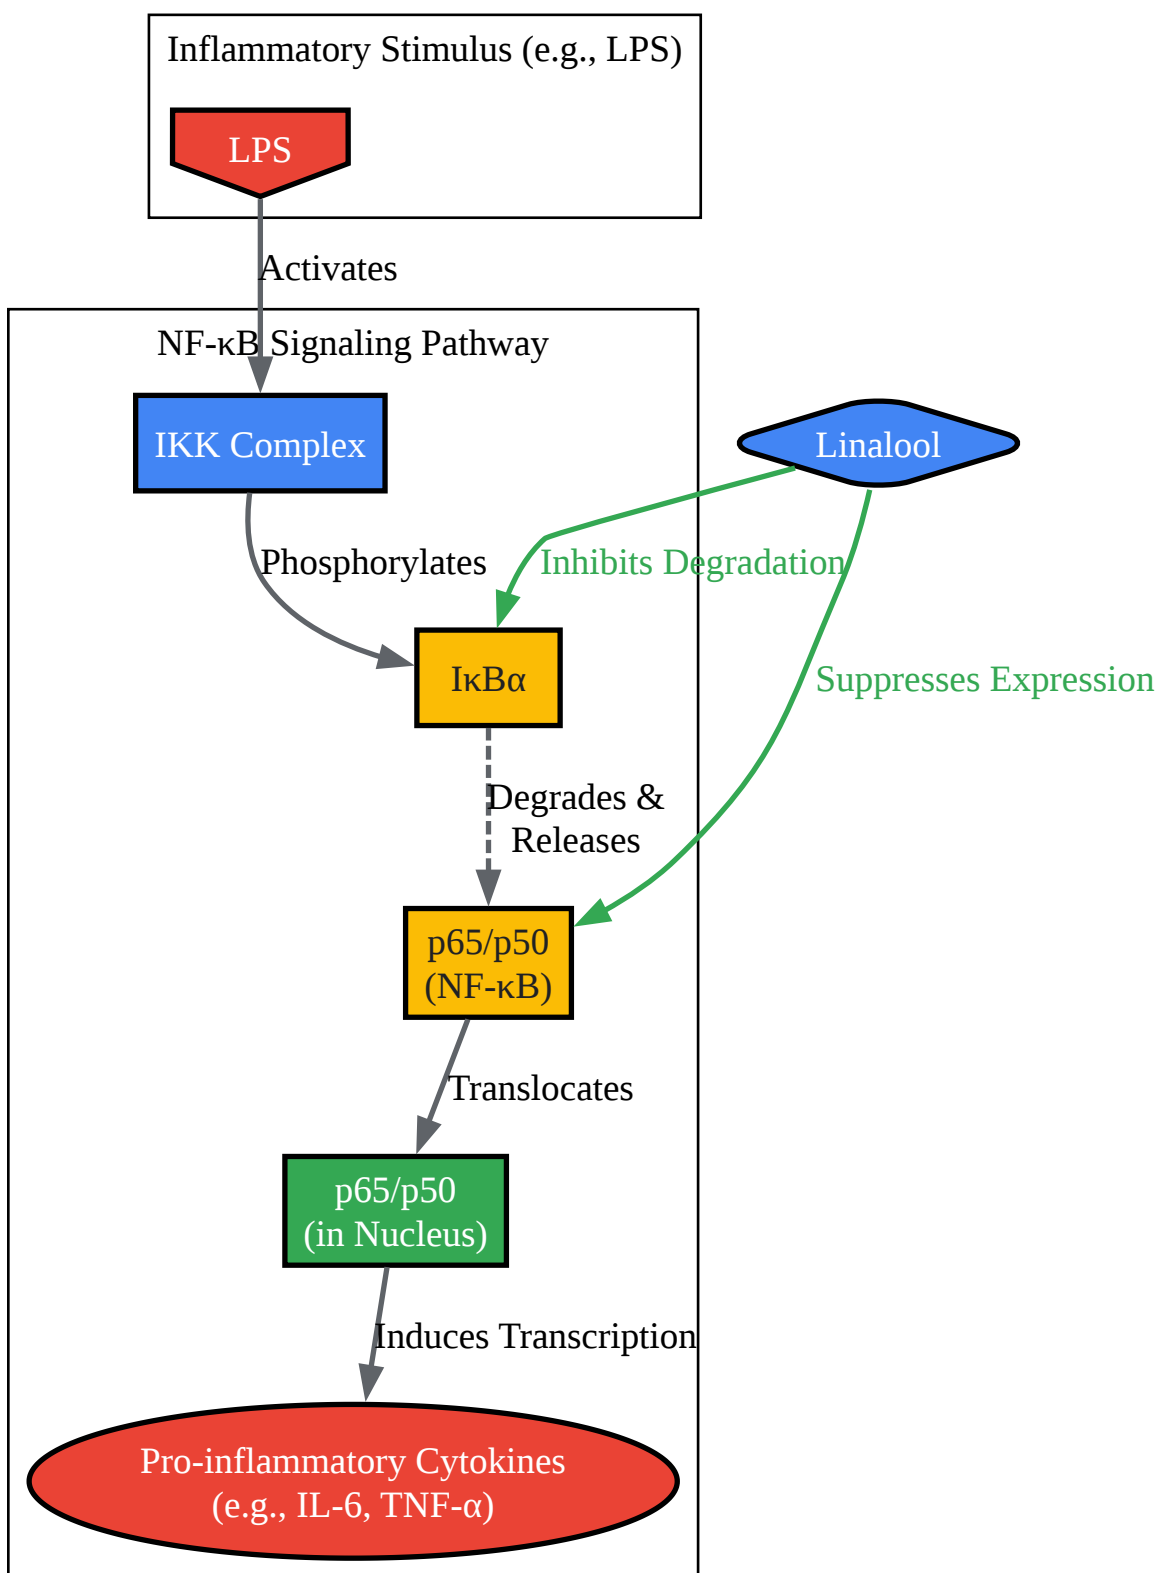 Inflammatory Stimulus (e.g., LPS)
LPS
Activates
NF-κB Signaling Pathway
IKK Complex
Linalool
Phosphorylates
Inhibits Degradation
IκBα
Suppresses Expression
Degrades &
Releases
p65/p50
(NF-κB)
Translocates
p65/p50
(in Nucleus)
Induces Transcription
Pro-inflammatory Cytokines
(e.g., IL-6, TNF-α)